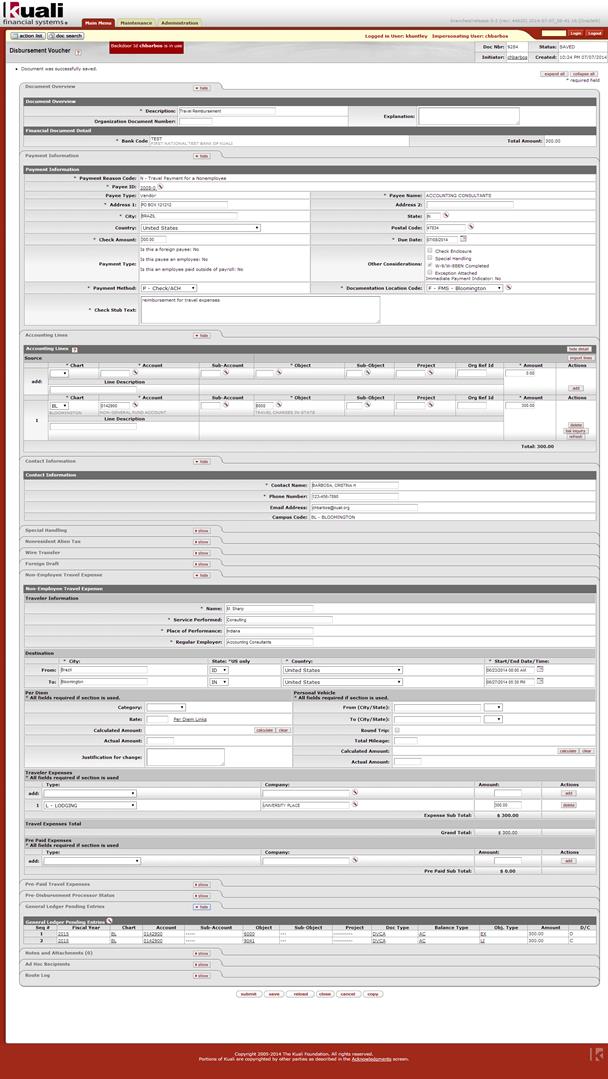 Kuali
financial systems
Main Menu Maintenance Administration
action list doc search
Logged in User: khuntley Impersonating User: chbarbos
Login Logout
Disbursement Voucher ?
Backdoor Id chbarbos is in use
Doc Nbr: 9284 Status: SAVED
Initiator: chbarbos Created: 10:24 PM 07/07/2014
Document was successfully saved.
expand all collapse all
* required field
Document Overview hide
Document Overview
* Description: Travel Reimbursement
Explanation:
Organization Document Number:
Financial Document Detail
* Bank Code TEST
FIRST NATIONAL TEST BANK OF KUALI
Total Amount: 300.00
Payment Information hide
Payment Information
* Payment Reason Code: N - Travel Payment for a Nonemployee
* Payee ID: 2005-0
Payee Type: Vendor * Payee Name: ACCOUNTING CONSULTANTS
* Address 1: PO BOX 121212 Address 2:
* City: BRAZIL State: IN
Country: United States Postal Code: 47834
* Check Amount: 300.00 * Due Date: 07/08/2014
Payment Type:
Is this a foreign payee: No
Is this payee an employee: No
Is this an employee paid outside of payroll: No
Other Considerations:
Check Enclosure
Special Handling
W-9/W-8BEN Completed
Exception Attached
Immediate Payment Indicator: No
* Payment Method: P - Check/ACH * Documentation Location Code: F - FMS - Bloomington
* Check Stub Text: reimbursement for travel expenses
Accounting Lines hide
Accounting Lines ? hide detail
Source import lines
* Chart * Account Sub-Account * Object Sub-Object Project Org Ref Id * Amount Actions
add: 0.00
Line Description
add
* Chart * Account Sub-Account * Object Sub-Object Project Org Ref Id * Amount Actions
1 BL 0142900 6000 300.00
BLOOMINGTON NON-GENERAL FUND ACCOUNT TRAVEL CHARGES IN-STATE
Line Description
delete
bal inquiry
refresh
Total: 300.00
Contact Information hide
Contact Information
* Contact Name: BARBOSA, CRISTINA H
* Phone Number: 123-456-7890
Email Address: chbarbos@kuali.org
Campus Code: BL - BLOOMINGTON
Special Handling show
Nonresident Alien Tax show
Wire Transfer show
Foreign Draft show
Non-Employee Travel Expense hide
Non-Employee Travel Expense
Traveler Information
* Name: M. Sharp
* Service Performed: Consulting
* Place of Performance: Indiana
* Regular Employer: Accounting Consultants
Destination
* City: State: *US only * Country: * Start/End Date/Time:
From: Brazil ID United States 06/23/2014 08:00 AM
To: Bloomington IN United States 06/27/2014 05:30 PM
Per Diem
* All fields required if section is used.
Personal Vehicle
* All fields required if section is used.
Category: From (City/State):
Rate: Per Diem Links To (City/State):
Calculated Amount: calculate clear Round Trip:
Actual Amount: Total Mileage:
Justification for change:
Calculated Amount: calculate clear
Actual Amount:
Traveler Expenses
* All fields required if section is used
Type: Company: Amount: Actions
add: add
1 L - LODGING UNIVERSITY PLACE 300.00 delete
Expense Sub Total: $ 300.00
Travel Expenses Total
Grand Total: $ 300.00
Pre Paid Expenses
* All fields required if section is used
Type: Company: Amount: Actions
add: add
Pre Paid Sub Total: $ 0.00
Pre-Paid Travel Expenses show
Pre-Disbursement Processor Status show
General Ledger Pending Entries hide
General Ledger Pending Entries
Seq # Fiscal Year Chart Account Sub-Account Object Sub-Object Project Doc Type Balance Type Obj. Type Amount D/C
1 2015 BL 0142900 ----- 6000 --- ---------- DVCA AC EX 300.00 D
2 2015 BL 0142900 ----- 9041 --- ---------- DVCA AC LI 300.00 C
Notes and Attachments (0) show
Ad Hoc Recipients show
Route Log show
submit save reload close cancel copy
Copyright 2005-2014 The Kuali Foundation. All rights reserved.
Portions of Kuali are copyrighted by other parties as described in the Acknowledgments screen.